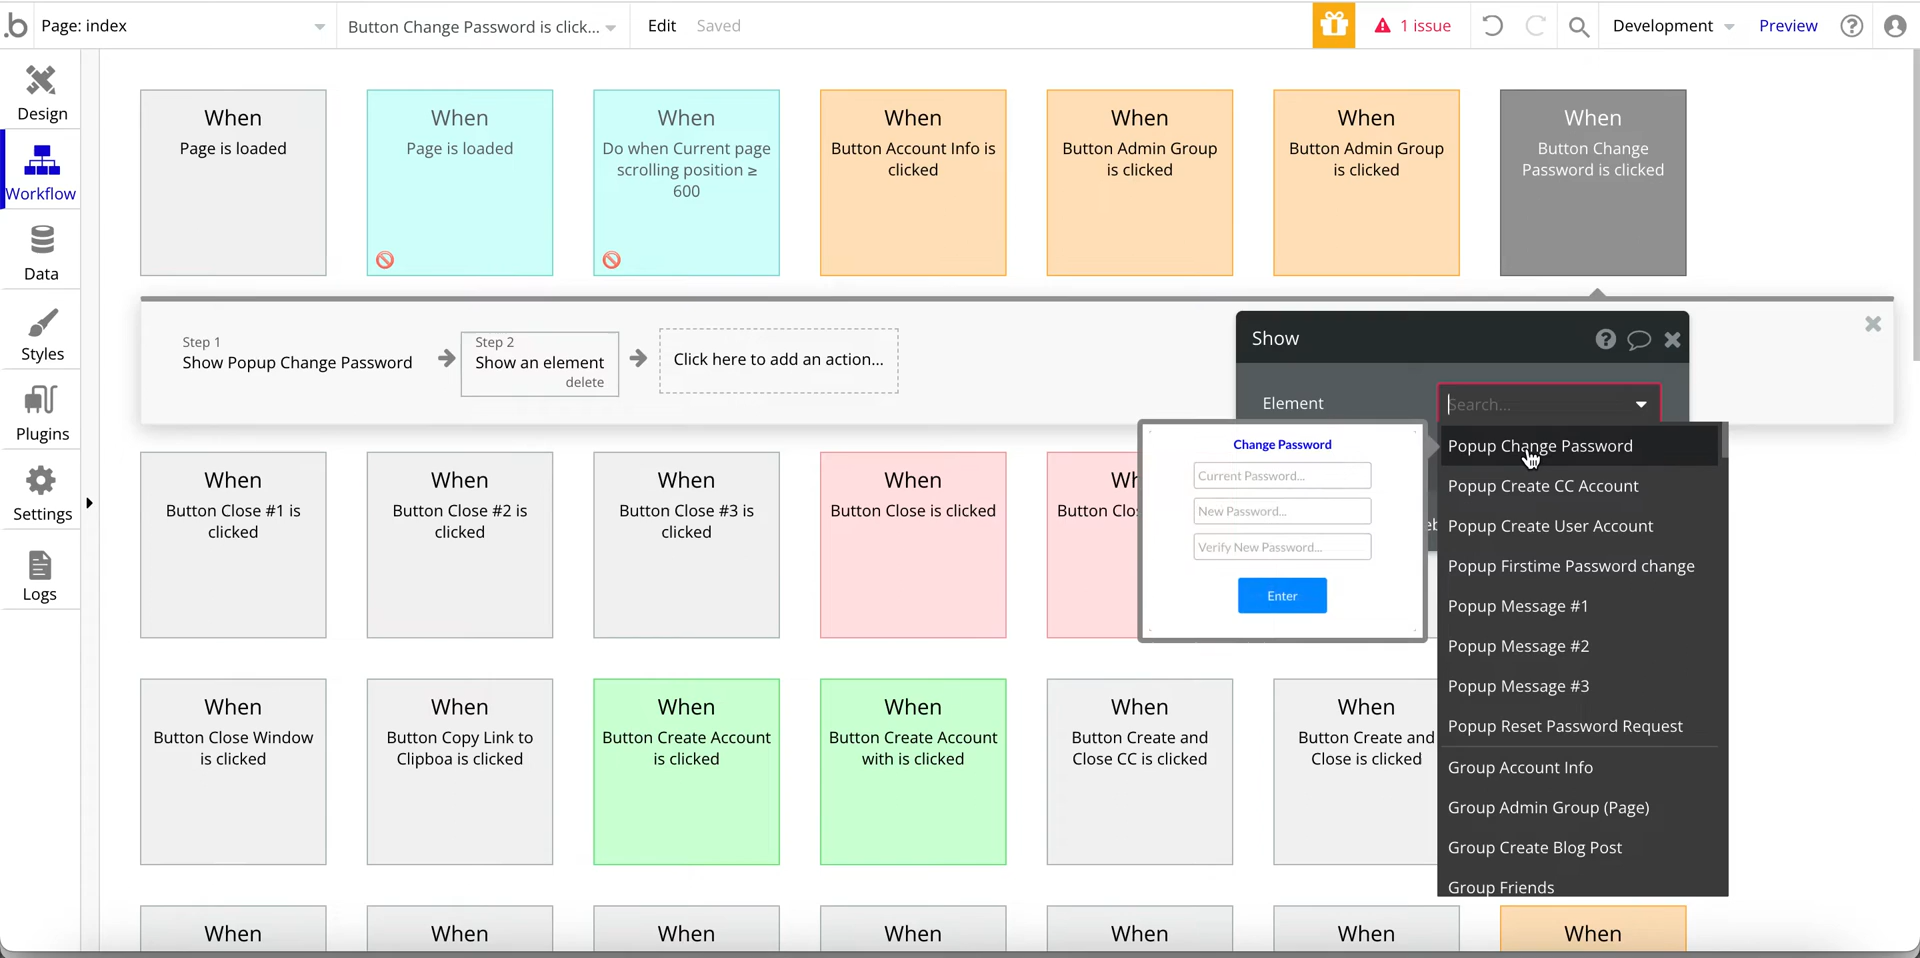 .b
Page: index
Button Change Password is click...
Edit
Saved
1 issue
Development
Preview
?
Design
Workflow
Data
Styles
Plugins
Settings
Logs
When
Page is loaded
When
Page is loaded
When
Do when Current page
scrolling position ≥
600
When
Button Account Info is
clicked
When
Button Admin Group
is clicked
When
Button Admin Group
is clicked
When
Button Change
Password is clicked
Step 1
Show Popup Change Password
Step 2
Show an element
delete
Click here to add an action...
Show
?
Element
Search...
Popup Change Password
Popup Create CC Account
Popup Create User Account
Popup Firstime Password change
Popup Message #1
Popup Message #2
Popup Message #3
Popup Reset Password Request
Group Account Info
Group Admin Group (Page)
Group Create Blog Post
Group Friends
Change Password
Current Password...
New Password...
Verify New Password...
Enter
When
Button Close #1 is
clicked
When
Button Close #2 is
clicked
When
Button Close #3 is
clicked
When
Button Close is clicked
Button
When
Button Close Window
is clicked
When
Button Copy Link to
Clipboa is clicked
When
Button Create Account
is clicked
When
Button Create Account
with is clicked
When
Button Create and
Close CC is clicked
When
Button Create and
Close is clicked
When
When
When
When
When
When
When